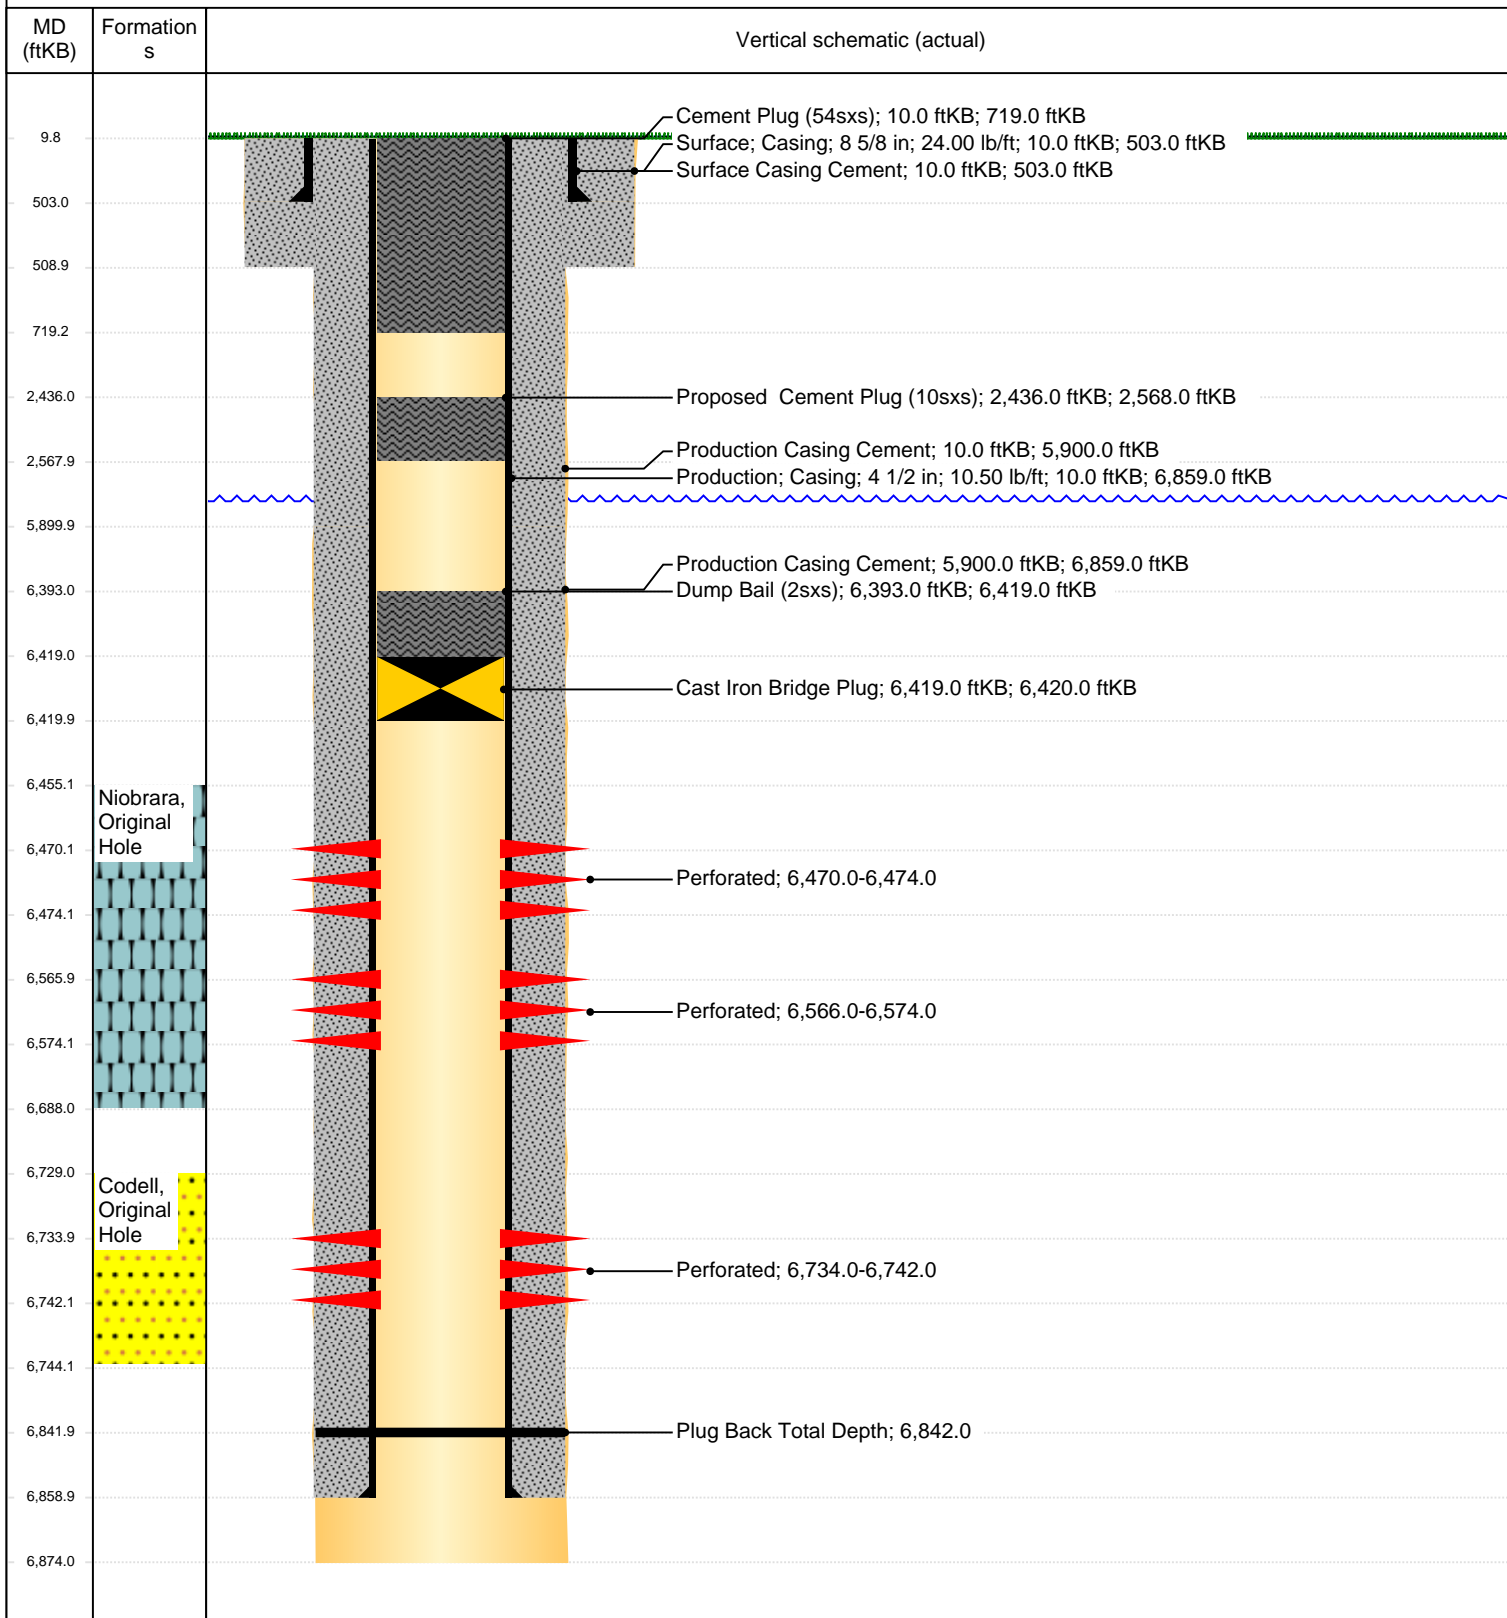 MD
(ftKB)
Formation
s
Vertical schematic (actual)
9.8
503.0
508.9
719.2
2,436.0
2,567.9
5,899.9
6,393.0
6,419.0
6,419.9
6,455.1
6,470.1
6,474.1
6,565.9
6,574.1
6,688.0
6,729.0
6,733.9
6,742.1
6,744.1
6,841.9
6,858.9
6,874.0
Niobrara,
Original
Hole
Codell,
Original
Hole
Cement Plug (54sxs); 10.0 ftKB; 719.0 ftKB
Surface; Casing; 8 5/8 in; 24.00 lb/ft; 10.0 ftKB; 503.0 ftKB
Surface Casing Cement; 10.0 ftKB; 503.0 ftKB
Proposed  Cement Plug (10sxs); 2,436.0 ftKB; 2,568.0 ftKB
Production Casing Cement; 10.0 ftKB; 5,900.0 ftKB
Production; Casing; 4 1/2 in; 10.50 lb/ft; 10.0 ftKB; 6,859.0 ftKB
Production Casing Cement; 5,900.0 ftKB; 6,859.0 ftKB
Dump Bail (2sxs); 6,393.0 ftKB; 6,419.0 ftKB
Cast Iron Bridge Plug; 6,419.0 ftKB; 6,420.0 ftKB
Perforated; 6,470.0-6,474.0
Perforated; 6,566.0-6,574.0
Perforated; 6,734.0-6,742.0
Plug Back Total Depth; 6,842.0